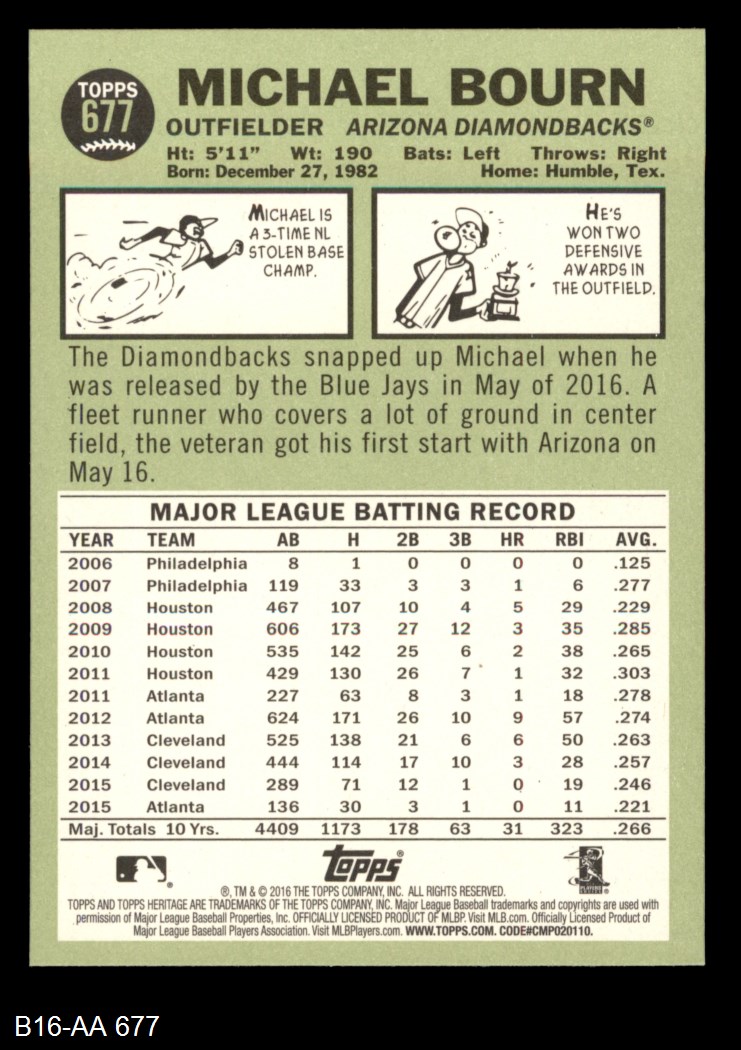 TOPPS
677
MICHAEL BOURN
OUTFIELDER ARIZONA DIAMONDBACKS®
Ht: 5'11" Wt: 190 Bats: Left Throws: Right
Born: December 27, 1982 Home: Humble, Tex.
MICHAEL IS
A 3-TIME NL
STOLEN BASE
CHAMP.
HE'S
WON TWO
DEFENSIVE
AWARDS IN
THE OUTFIELD.
The Diamondbacks snapped up Michael when he
was released by the Blue Jays in May of 2016. A
fleet runner who covers a lot of ground in center
field, the veteran got his first start with Arizona on
May 16.
MAJOR LEAGUE BATTING RECORD
YEAR TEAM AB H 2B 3B HR RBI AVG.
2006 Philadelphia 8 1 0 0 0 0 .125
2007 Philadelphia 119 33 3 3 1 6 .277
2008 Houston 467 107 10 4 5 29 .229
2009 Houston 606 173 27 12 3 35 .285
2010 Houston 535 142 25 6 2 38 .265
2011 Houston 429 130 26 7 1 32 .303
2011 Atlanta 227 63 8 3 1 18 .278
2012 Atlanta 624 171 26 10 9 57 .274
2013 Cleveland 525 138 21 6 6 50 .263
2014 Cleveland 444 114 17 10 3 28 .257
2015 Cleveland 289 71 12 1 0 19 .246
2015 Atlanta 136 30 3 1 0 11 .221
Maj. Totals 10 Yrs. 4409 1173 178 63 31 323 .266
topps®
®, TM & © 2016 THE TOPPS COMPANY, INC. ALL RIGHTS RESERVED.
TOPPS AND TOPPS HERITAGE ARE TRADEMARKS OF THE TOPPS COMPANY, INC. Major League Baseball trademarks and copyrights are used with
permission of Major League Baseball Properties, Inc. OFFICIALLY LICENSED PRODUCT OF MLBP. Visit MLB.com. Officially Licensed Product of
Major League Baseball Players Association. Visit MLBPlayers.com. WWW.TOPPS.COM. CODE#CMP020110.
B16-AA 677